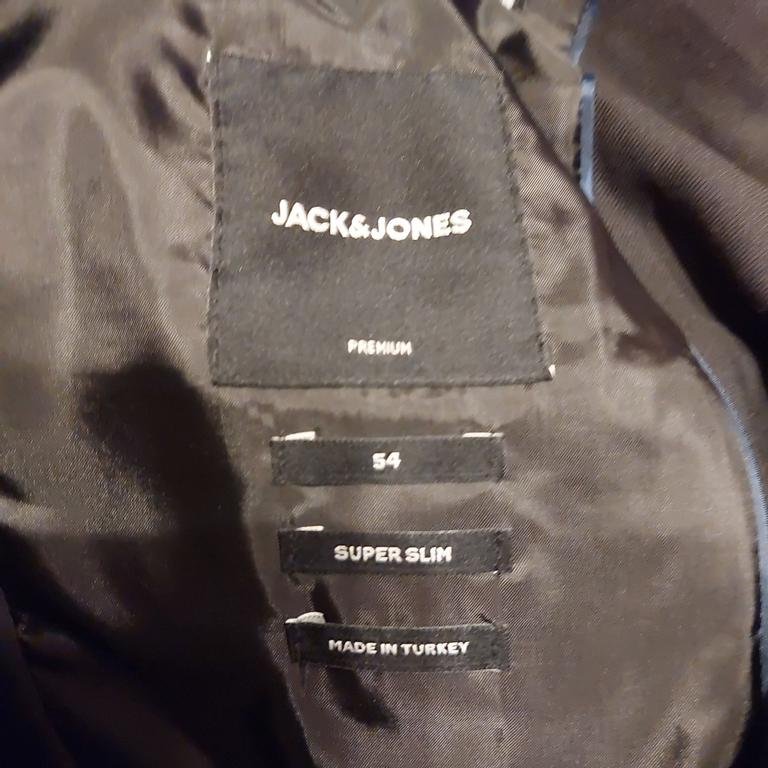 JACK&JONES
PREMIUM
54
SUPER SLIM
MADE IN TURKEY